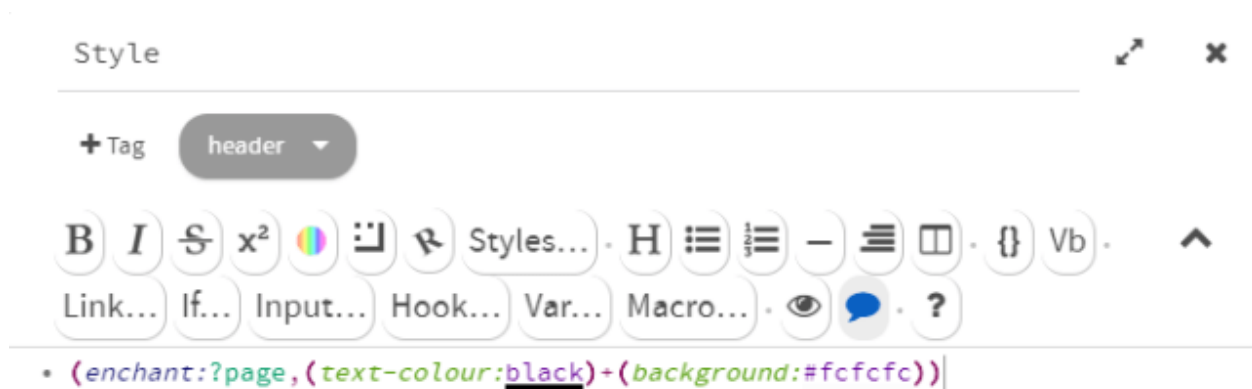 Style
+ Tag header
B I S x² R Styles... H – {} Vb
Link... If... Input... Hook... Var... Macro... ?
(enchant:?page,(text-colour:black)+(background:#fcfcfc))